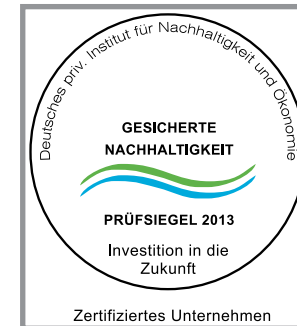 Deutsches priv. Institut für Nachhaltigkeit und Ökonomie
GESICHERTE
NACHHALTIGKEIT
PRÜFSIEGEL 2013
Investition in die
Zukunft
Zertifiziertes Unternehmen